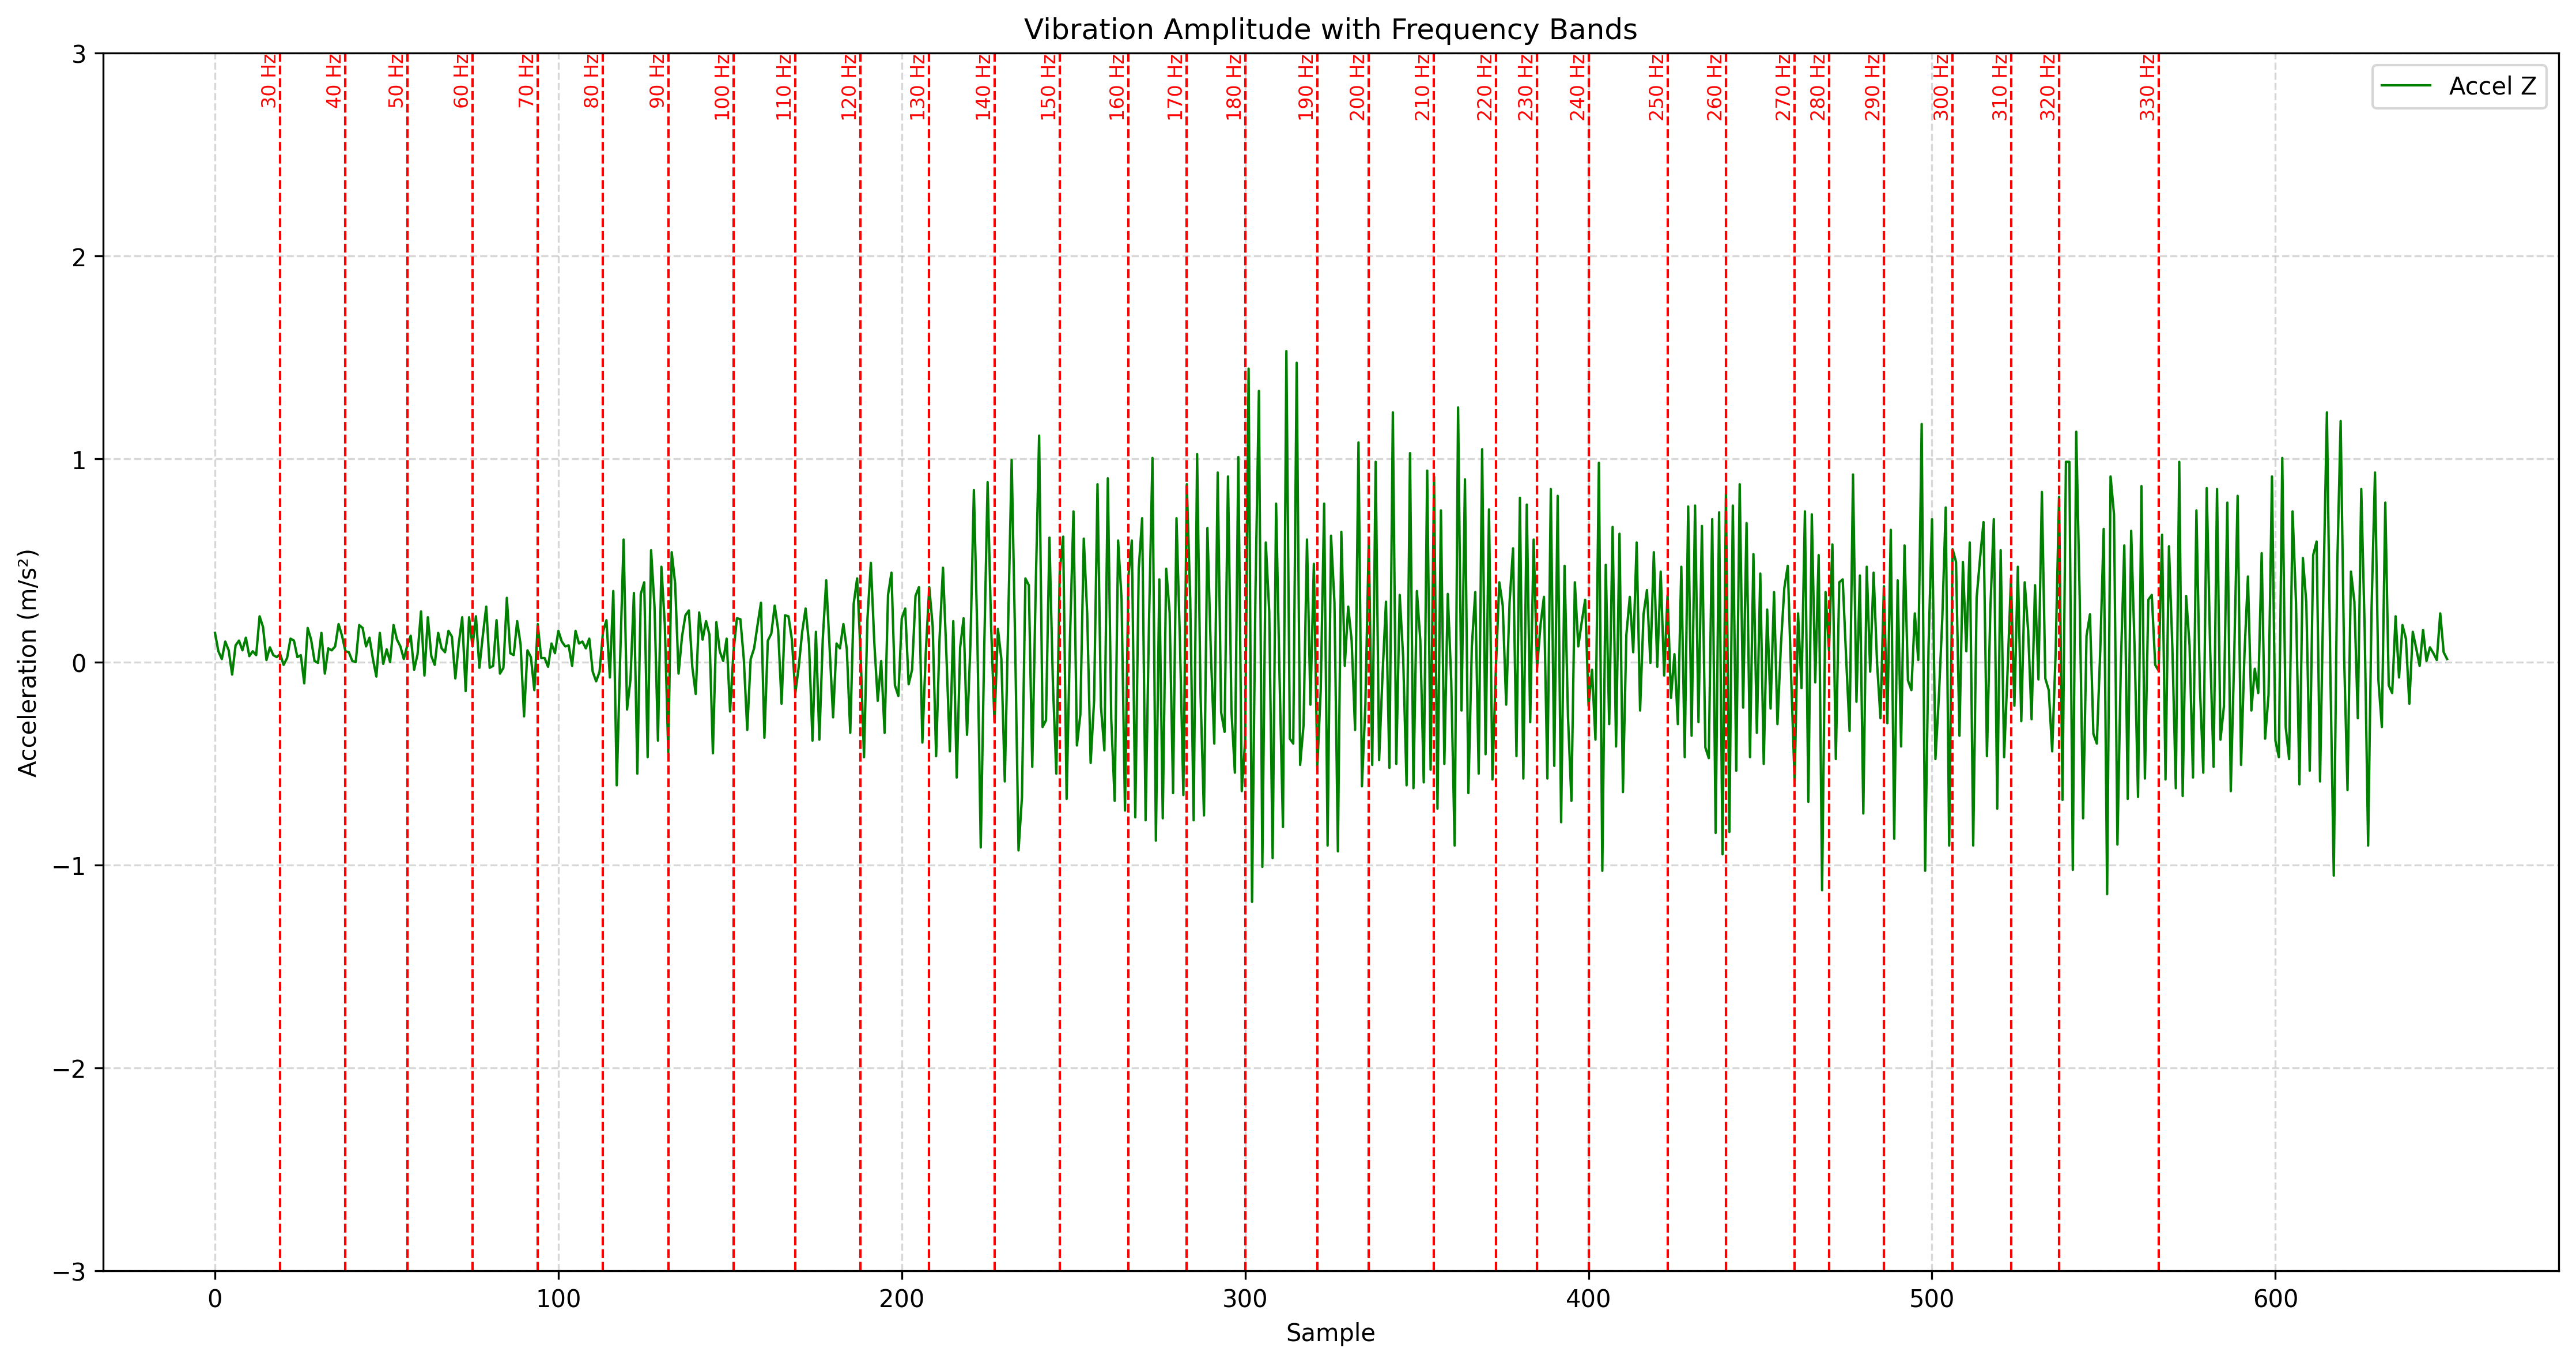 Vibration Amplitude with Frequency Bands
3
2
1
0
−1
−2
−3
Acceleration (m/s²)
30 Hz
40 Hz
50 Hz
60 Hz
70 Hz
80 Hz
90 Hz
100 Hz
110 Hz
120 Hz
130 Hz
140 Hz
150 Hz
160 Hz
170 Hz
180 Hz
190 Hz
200 Hz
210 Hz
220 Hz
230 Hz
240 Hz
250 Hz
260 Hz
270 Hz
280 Hz
290 Hz
300 Hz
310 Hz
320 Hz
330 Hz
Accel Z
0 100 200 300 400 500 600
Sample